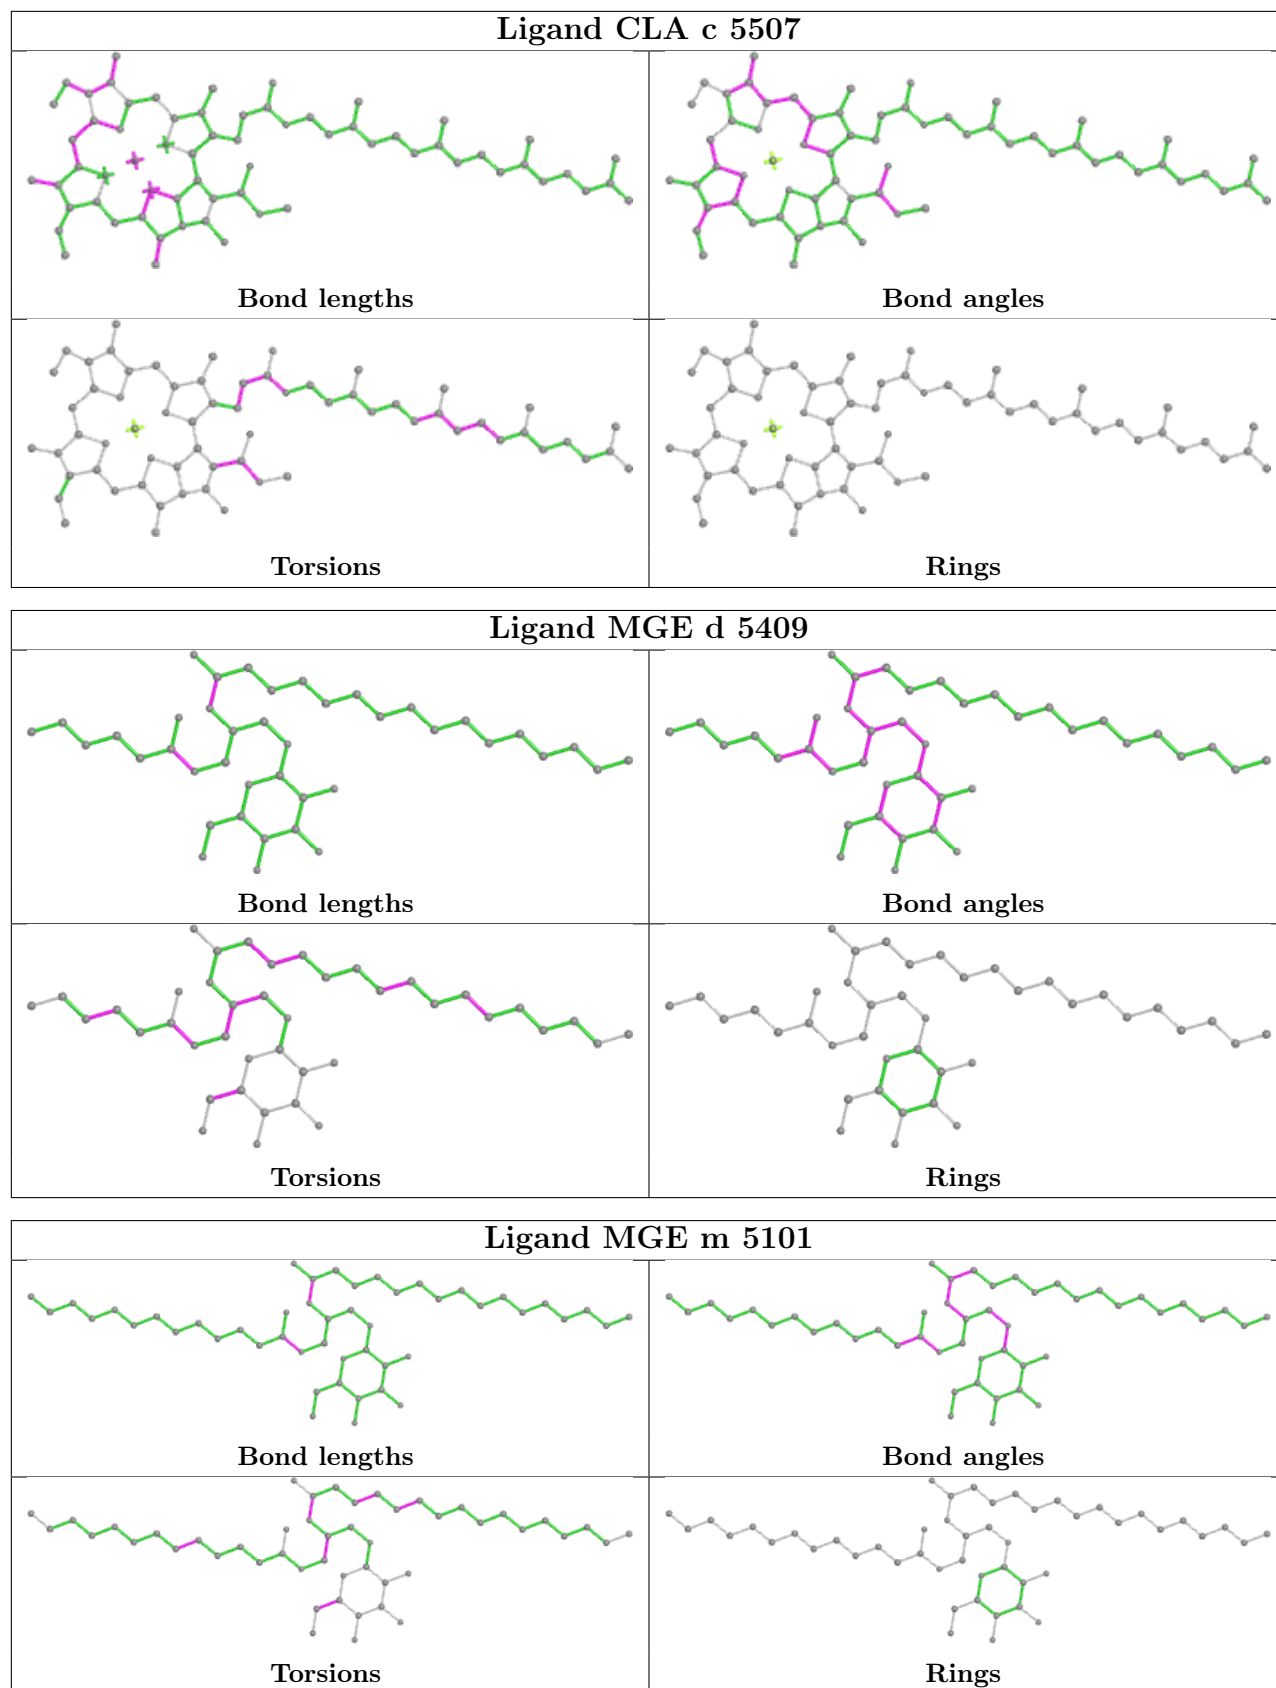 Ligand CLA c 5507
Bond lengths
Bond angles
Torsions
Rings
Ligand MGE d 5409
Bond lengths
Bond angles
Torsions
Rings
Ligand MGE m 5101
Bond lengths
Bond angles
Torsions
Rings